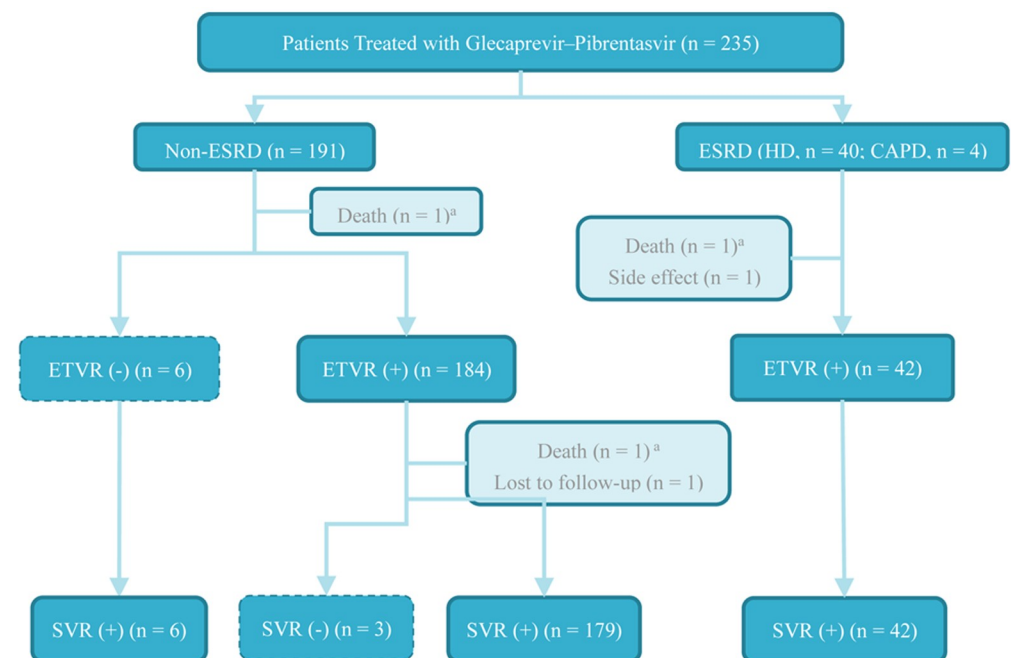 Patients Treated with Glecaprevir–Pibrentasvir (n = 235)
Non-ESRD (n = 191)
ESRD (HD, n = 40; CAPD, n = 4)
Death (n = 1)ᵃ
Death (n = 1)ᵃ
Side effect (n = 1)
ETVR (-) (n = 6)
ETVR (+) (n = 184)
ETVR (+) (n = 42)
Death (n = 1) ᵃ
Lost to follow-up (n = 1)
SVR (+) (n = 6)
SVR (-) (n = 3)
SVR (+) (n = 179)
SVR (+) (n = 42)